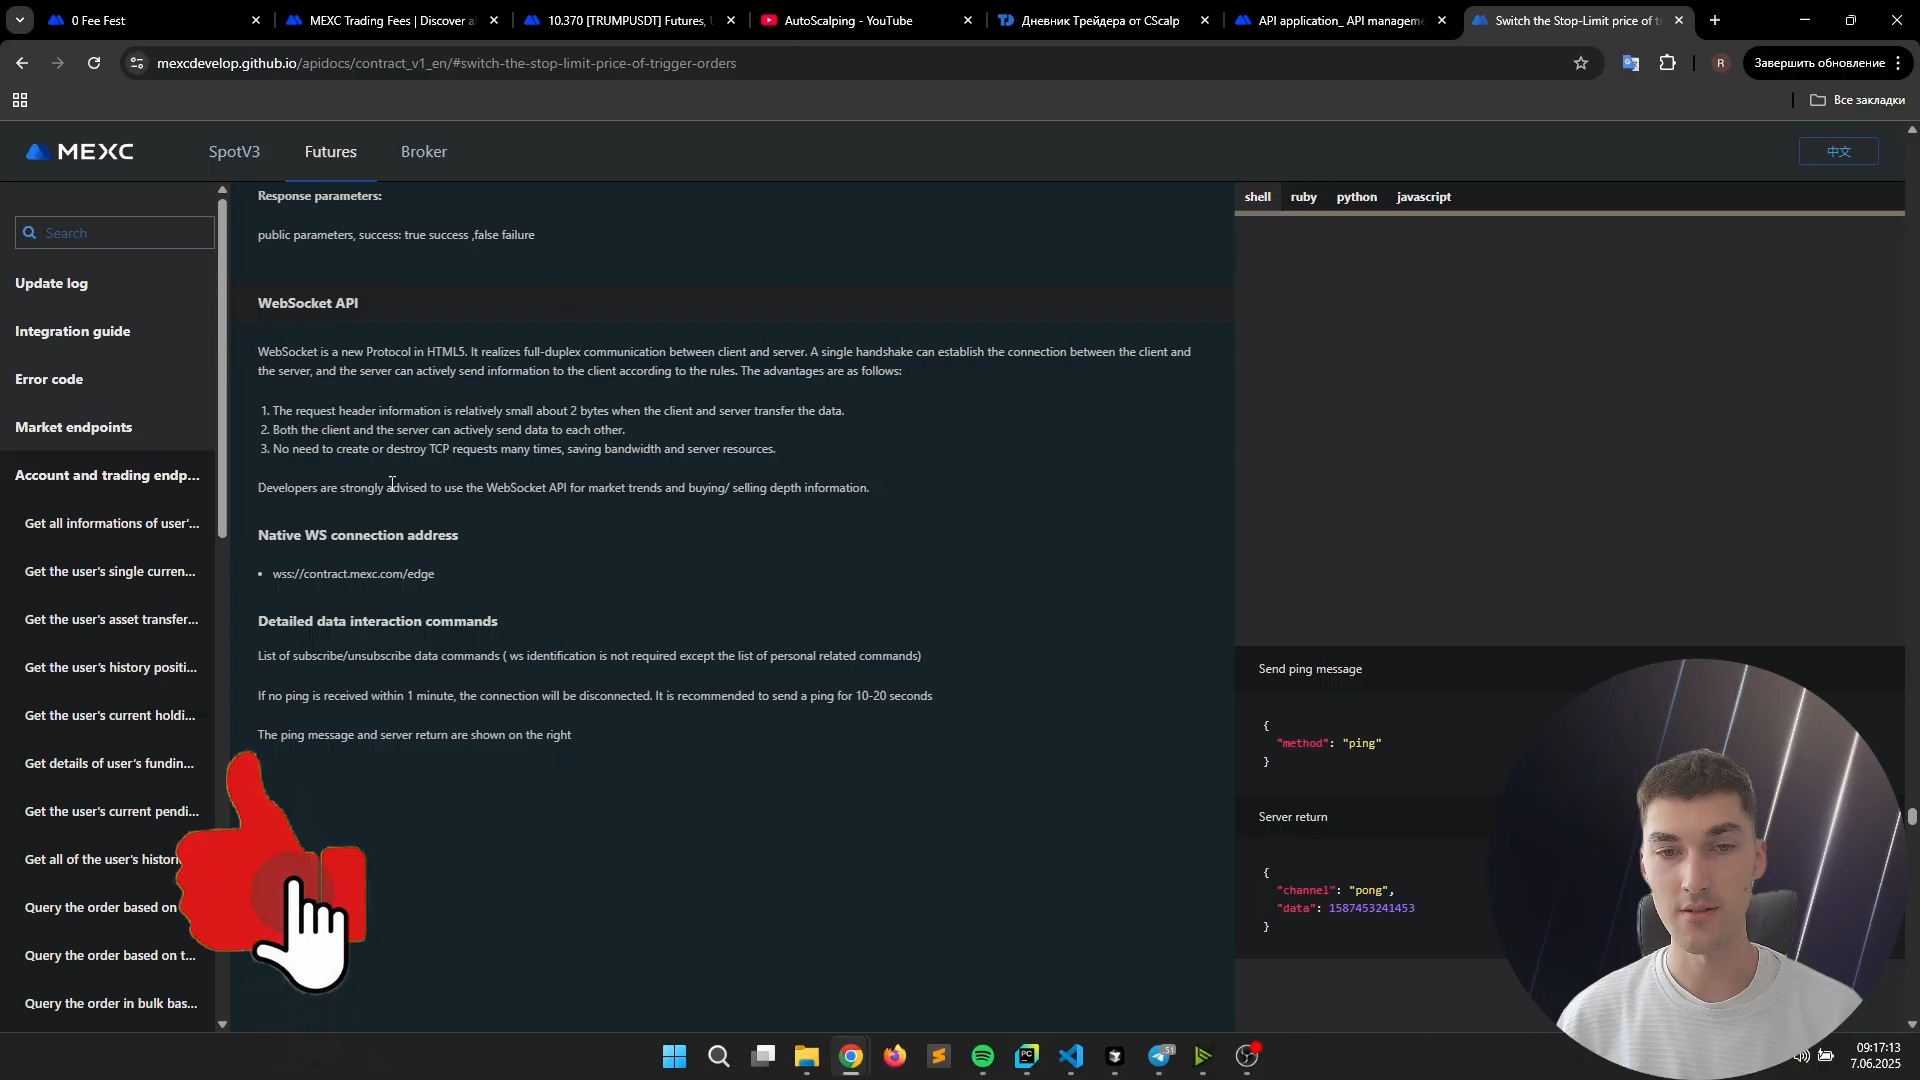 0 Fee Fest
MEXC Trading Fees | Discover a
10.370 [TRUMPUSDT] Futures,
AutoScalping - YouTube
Дневник Трейдера от CScalp
API application_ API managem
Switch the Stop-Limit price of t
mexcdevelop.github.io/apidocs/contract_v1_en/#switch-the-stop-limit-price-of-trigger-orders
R
Завершить обновление
Все закладки
MEXC
SpotV3
Futures
Broker
中文
Search
Update log
Integration guide
Error code
Market endpoints
Account and trading endp...
Get all informations of user'...
Get the user's single curren...
Get the user's asset transfer...
Get the user's history positi...
Get the user's current holdi...
Get details of user's fundin...
Get the user's current pendi...
Get all of the user's histori
Query the order based on
Query the order based on t...
Query the order in bulk bas...
Response parameters:
public parameters, success: true success ,false failure
WebSocket API
WebSocket is a new Protocol in HTML5. It realizes full-duplex communication between client and server. A single handshake can establish the connection between the client and
the server, and the server can actively send information to the client according to the rules. The advantages are as follows:
1. The request header information is relatively small about 2 bytes when the client and server transfer the data.
2. Both the client and the server can actively send data to each other.
3. No need to create or destroy TCP requests many times, saving bandwidth and server resources.
Developers are strongly advised to use the WebSocket API for market trends and buying/ selling depth information.
Native WS connection address
• wss://contract.mexc.com/edge
Detailed data interaction commands
List of subscribe/unsubscribe data commands ( ws identification is not required except the list of personal related commands)
If no ping is received within 1 minute, the connection will be disconnected. It is recommended to send a ping for 10-20 seconds
The ping message and server return are shown on the right
shell
ruby
python
javascript
Send ping message
{
"method": "ping"
}
Server return
{
"channel": "pong",
"data": 1587453241453
}
PC
51
09:17:13
7.06.2025